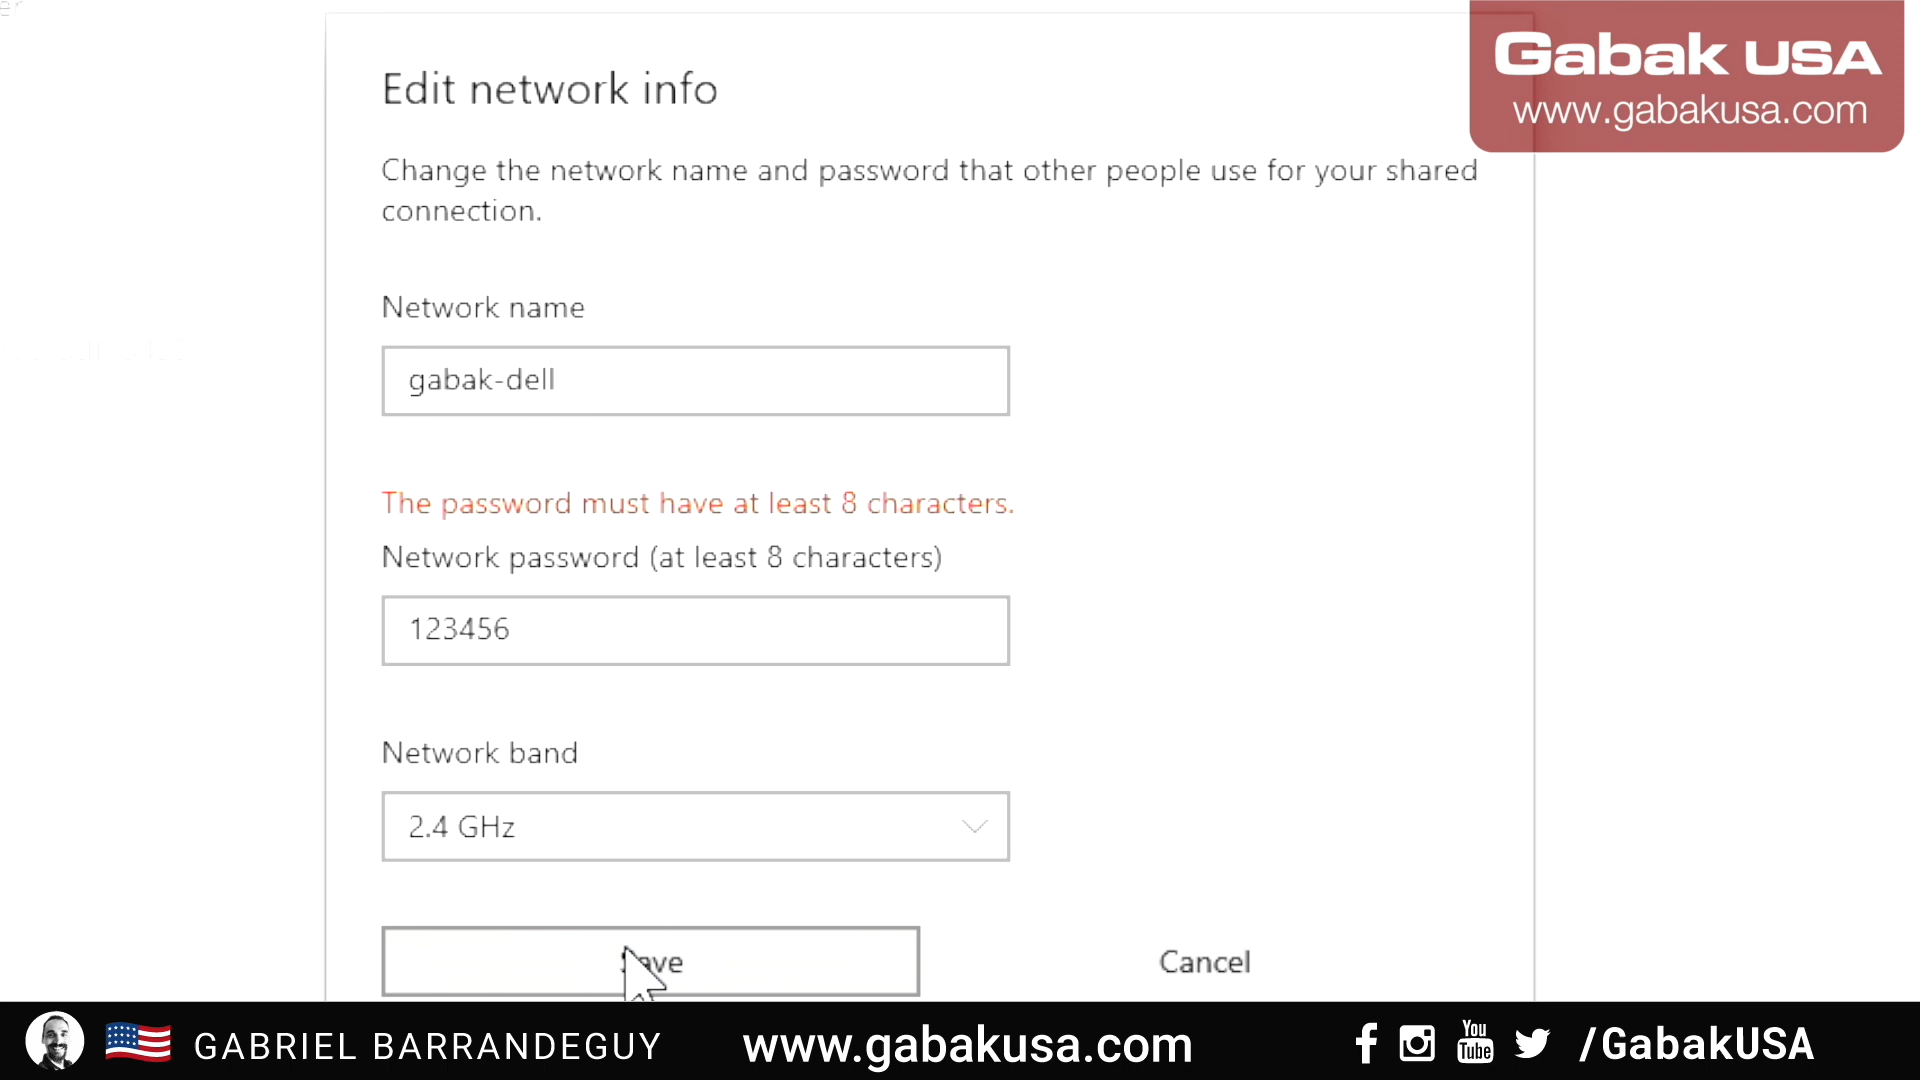 Gabak USA
www.gabakusa.com
Edit network info
Change the network name and password that other people use for your shared
connection.
Network name
gabak-dell
The password must have at least 8 characters.
Network password (at least 8 characters)
123456
Network band
2.4 GHz
Save
Cancel
GABRIEL BARRANDEGUY
www.gabakusa.com
You
Tube
/GabakUSA